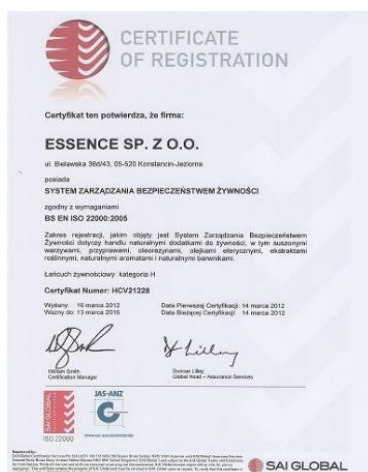 CERTIFICATE
OF REGISTRATION
Certyfikat ten potwierdza, że firma:
ESSENCE SP. Z O.O.
ul. Bielawska 36d/43, 05-520 Konstancin-Jeziorna
posiada
SYSTEM ZARZĄDZANIA BEZPIECZEŃSTWEM ŻYWNOŚCI
zgodny z wymaganiami
BS EN ISO 22000:2005
Zakres rejestracji, jakim objęty jest System Zarządzania Bezpieczeństwem
Żywności dotyczy handlu naturalnymi dodatkami do żywności, w tym suszonymi
warzywami, przyprawami, oleorezynami, olejkami eterycznymi, ekstraktami
roślinnymi, naturalnymi aromatami i naturalnymi barwnikami.
Łańcuch żywnościowy: kategoria H
Certyfikat Numer: HCV21228
Wydany: 16 marca 2012 Data Pierwszej Certyfikacji: 14 marca 2012
Ważny do: 13 marca 2015 Data Bieżącej Certyfikacji: 14 marca 2012
William Smith Duncan Lilley
Certification Manager Global Head – Assurance Services
SAI GLOBAL
JAS-ANZ
ISO 22000
SAI GLOBAL